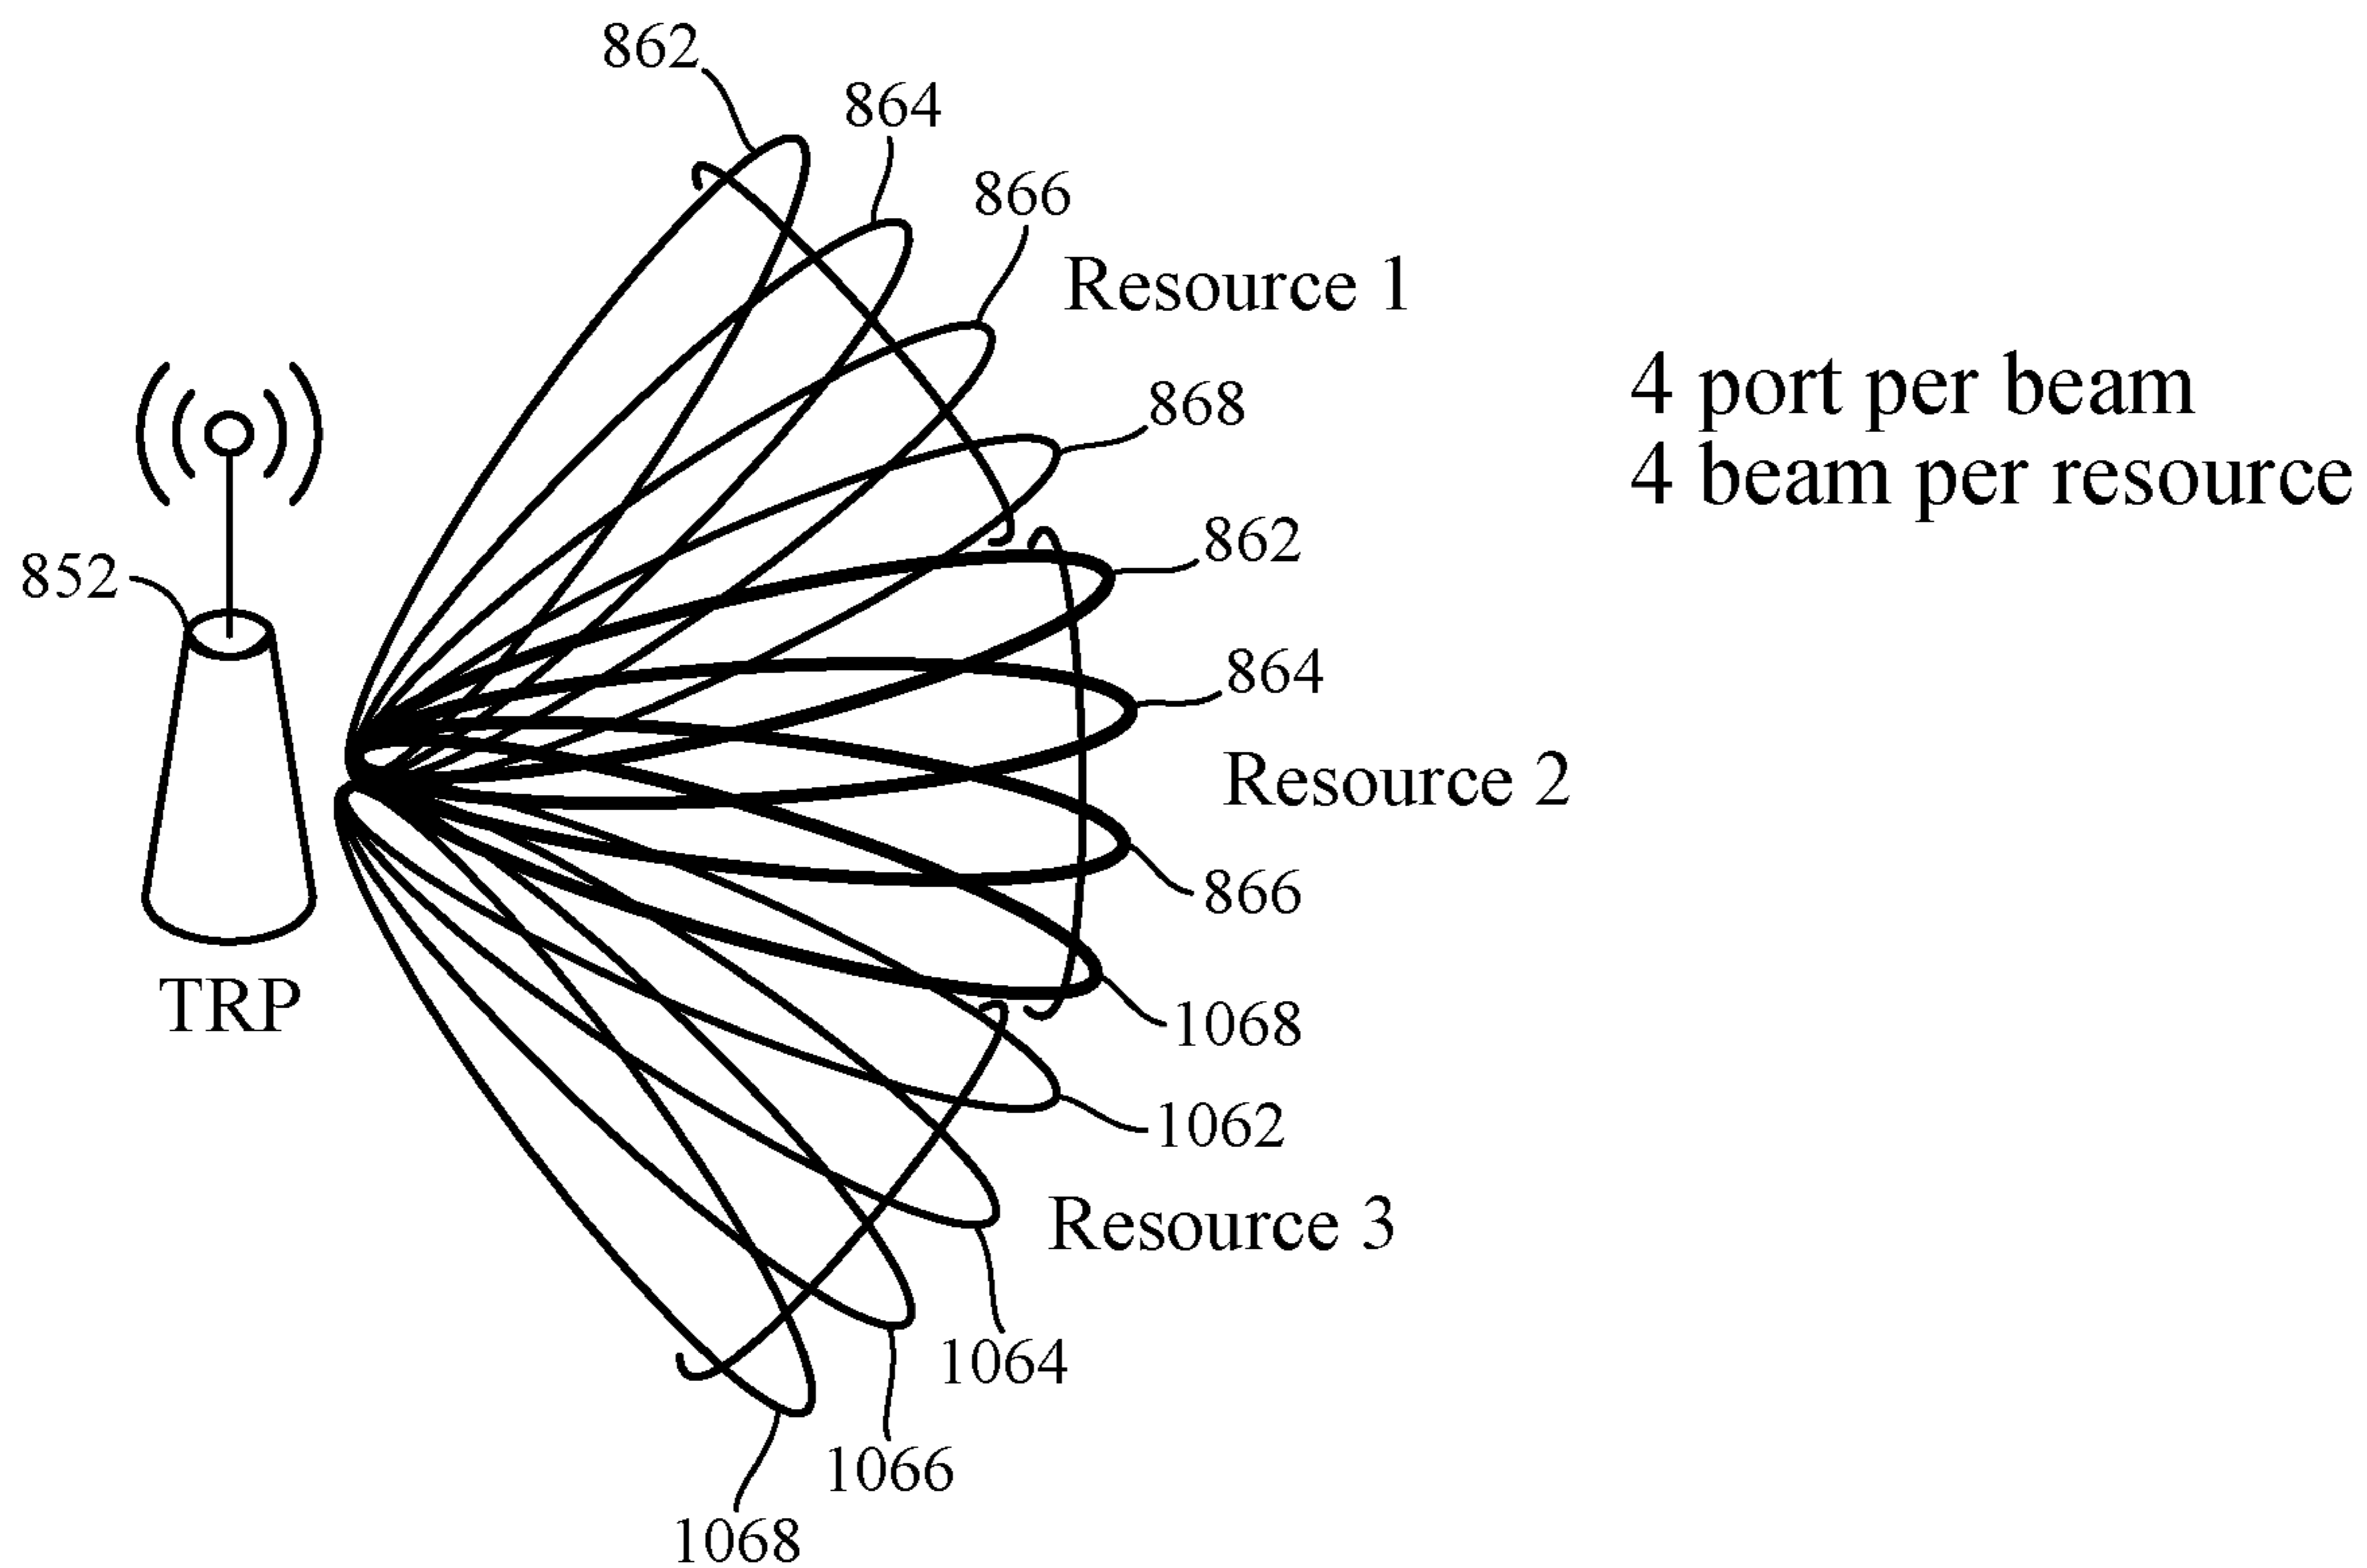 862
864
866
Resource 1
4 port per beam
868
4 beam per resource
862
852
864
Resource 2
866
TRP
1068
1062
Resource 3
1064
1066
1068